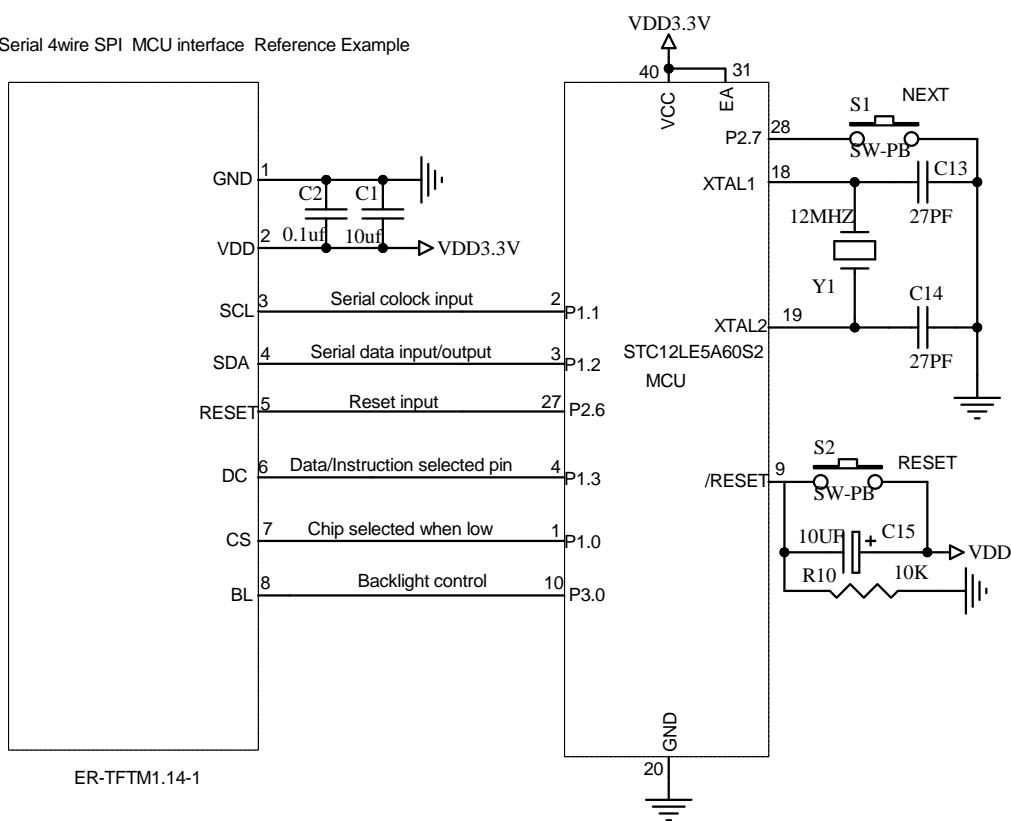 Serial 4wire SPI  MCU interface  Reference Example
VDD3.3V
40
31
VCC
EA
S1
NEXT
P2.7
28
SW-PB
XTAL1
18
C13
27PF
12MHZ
Y1
C14
XTAL2
19
27PF
STC12LE5A60S2
MCU
GND
1
C2
C1
0.1uf
10uf
VDD
2
VDD3.3V
SCL
3
Serial colock input
2
P1.1
SDA
4
Serial data input/output
3
P1.2
RESET
5
Reset input
27
P2.6
DC
6
Data/Instruction selected pin
4
P1.3
CS
7
Chip selected when low
1
P1.0
BL
8
Backlight control
10
P3.0
/RESET
9
S2
RESET
SW-PB
10UF
+
C15
VDD
R10
10K
GND
20
ER-TFTM1.14-1